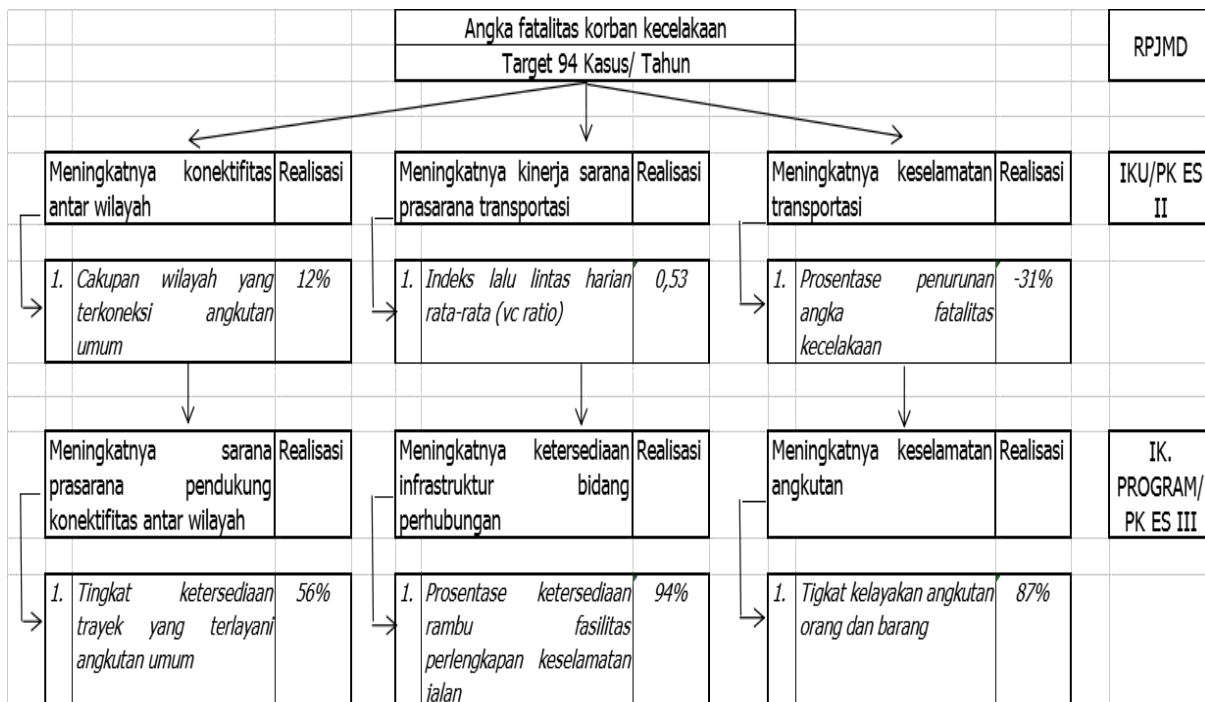 Angka fatalitas korban kecelakaan
Target 94 Kasus/ Tahun
RPJMD
Meningkatnya konektifitas
antar wilayah
Realisasi
Meningkatnya kinerja sarana
prasarana transportasi
Realisasi
Meningkatnya keselamatan
transportasi
Realisasi
IKU/PK ES
II
1. Cakupan wilayah yang
terkoneksi angkutan
umum
12%
1. Indeks lalu lintas harian
rata-rata (vc ratio)
0,53
1. Prosentase penurunan
angka fatalitas
kecelakaan
-31%
Meningkatnya sarana
prasarana pendukung
konektifitas antar wilayah
Realisasi
Meningkatnya ketersediaan
infrastruktur bidang
perhubungan
Realisasi
Meningkatnya keselamatan
angkutan
Realisasi
IK.
PROGRAM/
PK ES III
1. Tingkat ketersediaan
trayek yang terlayani
angkutan umum
56%
1. Prosentase ketersediaan
rambu fasilitas
perlengkapan keselamatan
jalan
94%
1. Tigkat kelayakan angkutan
orang dan barang
87%